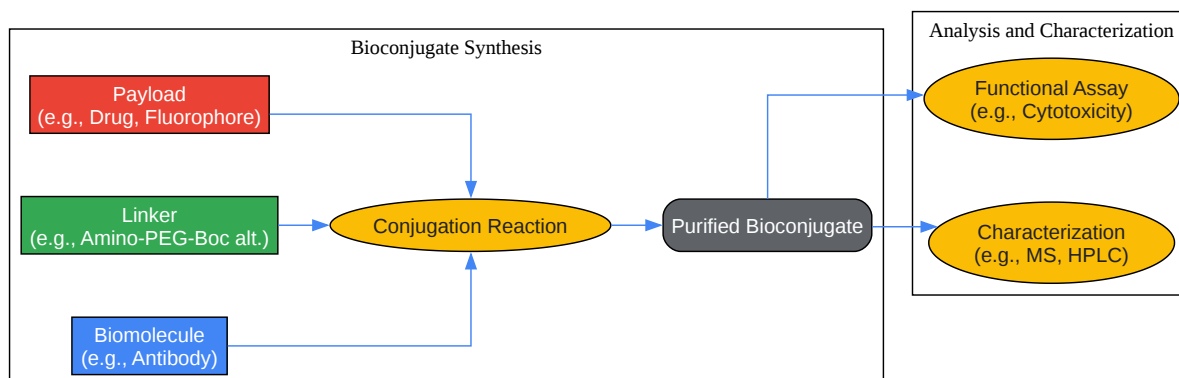 Bioconjugate Synthesis
Payload
(e.g., Drug, Fluorophore)
Linker
(e.g., Amino-PEG-Boc alt.)
Biomolecule
(e.g., Antibody)
Conjugation Reaction
Purified Bioconjugate
Analysis and Characterization
Functional Assay
(e.g., Cytotoxicity)
Characterization
(e.g., MS, HPLC)